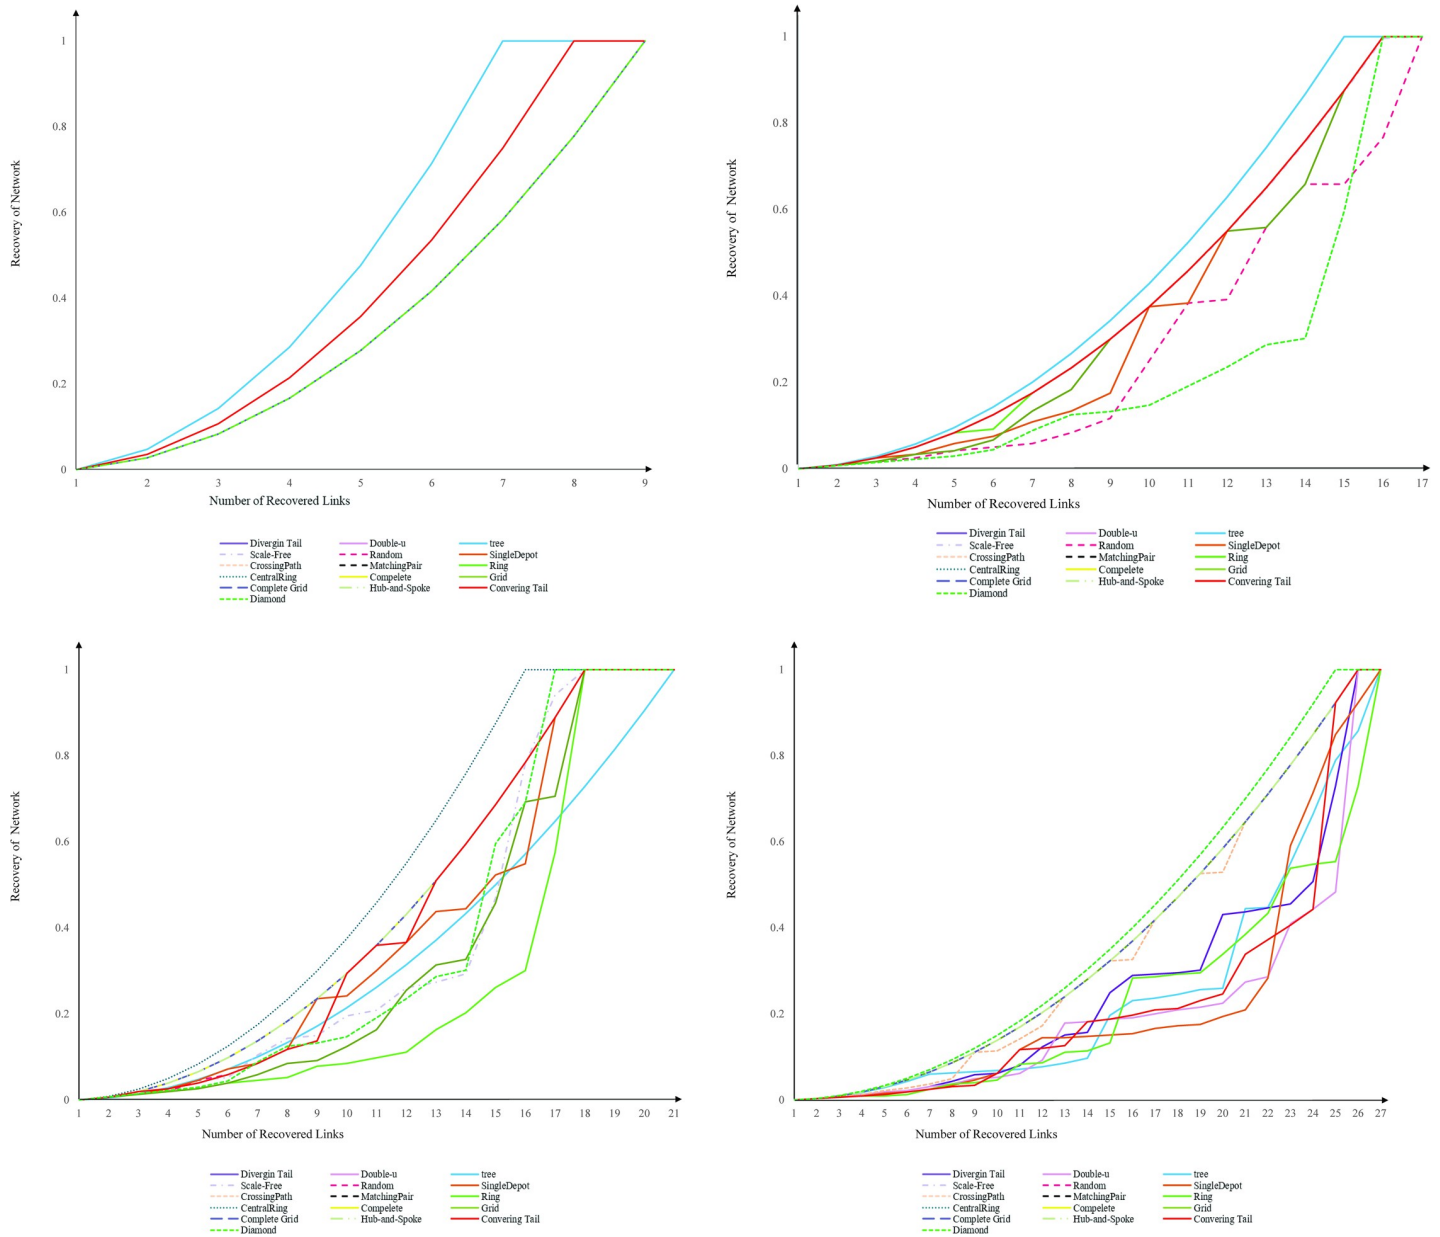 1
0.8
0.6
0.4
0.2
0
Recovery of Network
1 2 3 4 5 6 7 8 9
Number of Recovered Links
Divergin Tail Double-u tree
Scale-Free Random SingleDepot
CrossingPath MatchingPair Ring
CentralRing Compelete Grid
Complete Grid Hub-and-Spoke Convering Tail
Diamond
1
0.8
0.6
0.4
0.2
0
Recovery of Network
1 2 3 4 5 6 7 8 9 10 11 12 13 14 15 16 17
Number of Recovered Links
Divergin Tail Double-u tree
Scale-Free Random SingleDepot
CrossingPath MatchingPair Ring
CentralRing Compelete Grid
Complete Grid Hub-and-Spoke Convering Tail
Diamond
1
0.8
0.6
0.4
0.2
0
Recovery of Network
1 2 3 4 5 6 7 8 9 10 11 12 13 14 15 16 17 18 19 20 21
Number of Recovered Links
Divergin Tail Double-u tree
Scale-Free Random SingleDepot
CrossingPath MatchingPair Ring
CentralRing Compelete Grid
Complete Grid Hub-and-Spoke Convering Tail
Diamond
1
0.8
0.6
0.4
0.2
0
Recovery of Network
1 2 3 4 5 6 7 8 9 10 11 12 13 14 15 16 17 18 19 20 21 22 23 24 25 26 27
Number of Recovered Links
Divergin Tail Double-u tree
Scale-Free Random SingleDepot
CrossingPath MatchingPair Ring
CentralRing Compelete Grid
Complete Grid Hub-and-Spoke Convering Tail
Diamond